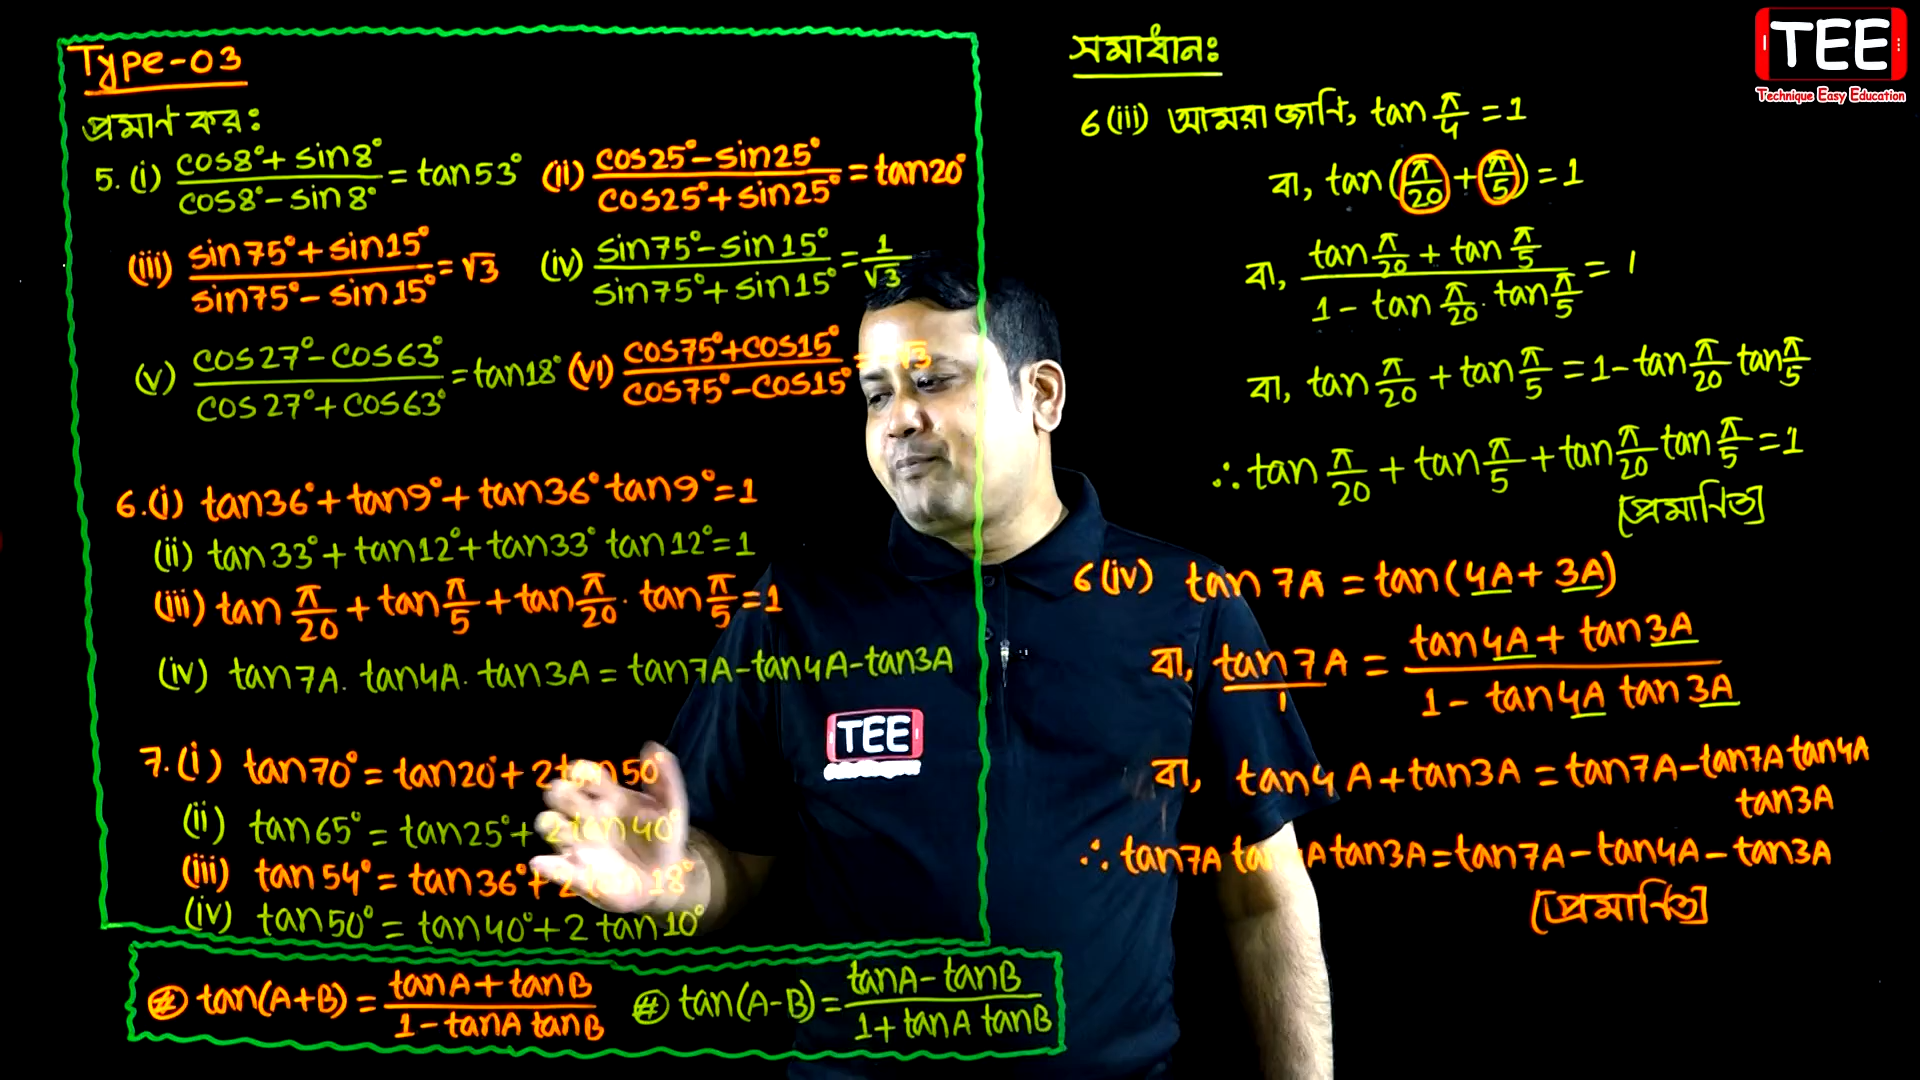 Type-03
প্রমাণ কর:
5. (i) (cos8°+ sin8°)/(cos8°- sin8°) = tan53° (ii) (cos25°-sin25°)/(cos25°+sin25°) = tan20°
(iii) (sin75°+ sin15°)/(sin75°- sin15°) = √3 (iv) (sin75°- sin15°)/(sin75°+ sin15°) = 1/√3
(v) (cos27°-cos63°)/(cos27°+cos63°) = tan18° (vi) (cos75°+cos15°)/(cos75°-cos15°) = √3
6.(i) tan36°+tan9°+tan36° tan9°=1
(ii) tan33°+tan12°+tan33° tan12°=1
(iii) tan π/20 + tan π/5 + tan π/20 . tan π/5 = 1
(iv) tan7A. tan4A. tan3A = tan7A-tan4A-tan3A
7.(i) tan70° = tan20°+ 2tan50°
(ii) tan65° = tan25°+ 2tan40°
(iii) tan54° = tan36°+ 2tan18°
(iv) tan50° = tan40°+2 tan10°
# tan(A+B) = (tanA+tanB)/(1-tanA tanB) # tan(A-B) = (tanA-tanB)/(1+tanA tanB)
সমাধানঃ
6 (iii) আমরা জানি, tan π/4 = 1
বা, tan (π/20 + π/5) = 1
বা, (tan π/20 + tan π/5)/(1 - tan π/20 . tan π/5) = 1
বা, tan π/20 + tan π/5 = 1-tan π/20 tan π/5
∴ tan π/20 + tan π/5 + tan π/20 tan π/5 = 1
[প্রমাণিত]
6 (iv) tan 7A = tan (4A+ 3A)
বা, tan 7A/1 = (tan4A+ tan3A)/(1- tan4A tan3A)
বা, tan4A+tan3A = tan7A-tan7A tan4A
tan3A
∴ tan7A ta A tan3A=tan7A-tan4A-tan3A
[প্রমাণিত]
TEE
Technique Easy Education
TEE